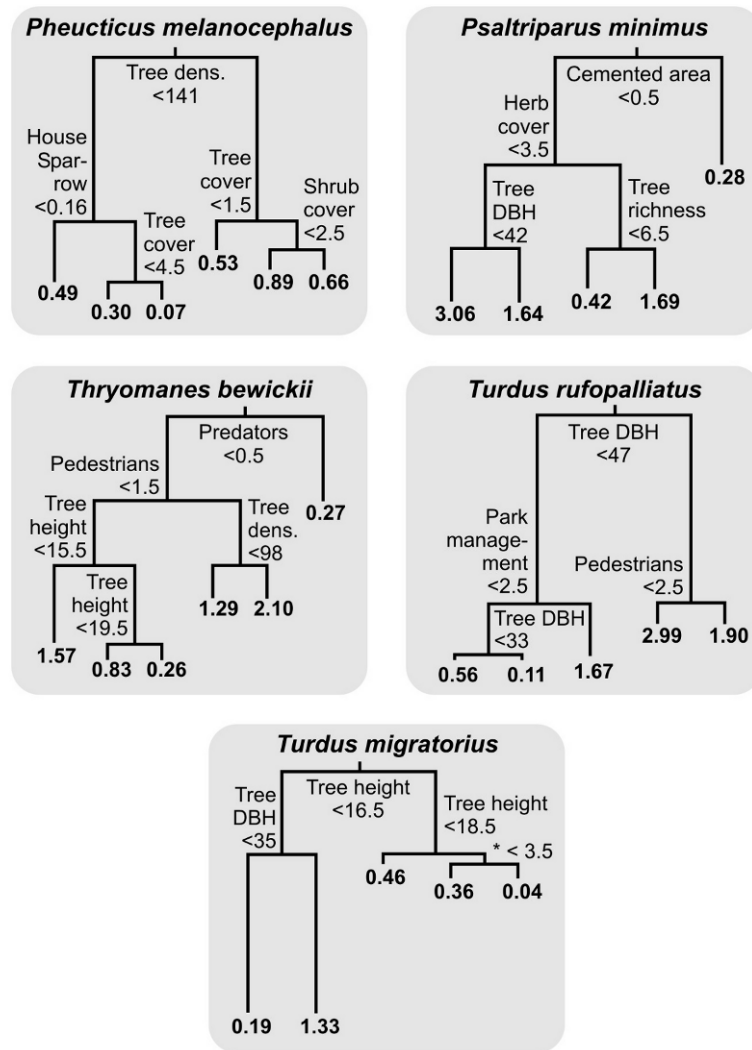 Pheucticus melanocephalus
Tree dens.
<141
House
Spar-
row
<0.16
Tree
cover
<4.5
Tree
cover
<1.5
Shrub
cover
<2.5
0.49
0.30
0.07
0.53
0.89
0.66
Psaltriparus minimus
Cemented area
<0.5
Herb
cover
<3.5
Tree
DBH
<42
Tree
richness
<6.5
0.28
3.06
1.64
0.42
1.69
Thryomanes bewickii
Predators
<0.5
Pedestrians
<1.5
Tree
height
<15.5
Tree
height
<19.5
Tree
dens.
<98
0.27
1.57
0.83
0.26
1.29
2.10
Turdus rufopalliatus
Tree DBH
<47
Park
manage-
ment
<2.5
Pedestrians
<2.5
Tree DBH
<33
0.56
0.11
1.67
2.99
1.90
Turdus migratorius
Tree height
<16.5
Tree
DBH
<35
Tree height
<18.5
* < 3.5
0.46
0.36
0.04
0.19
1.33